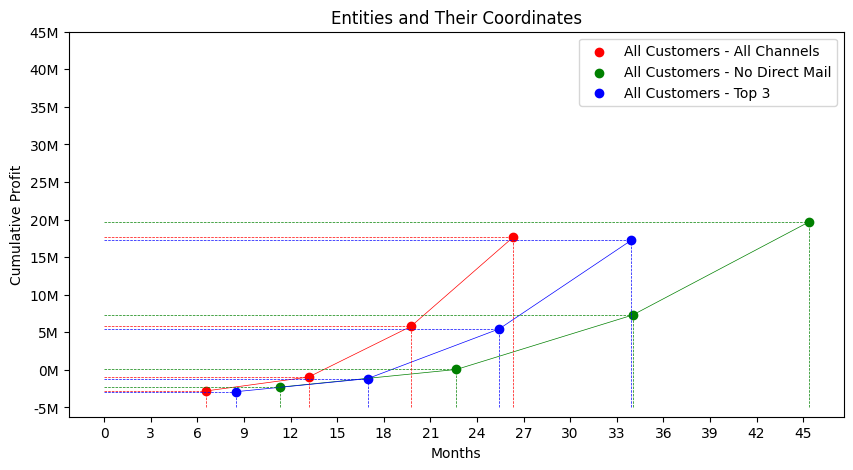 Entities and Their Coordinates
45M
40M
35M
30M
25M
20M
15M
10M
5M
0M
-5M
Cumulative Profit
All Customers - All Channels
All Customers - No Direct Mail
All Customers - Top 3
0 3 6 9 12 15 18 21 24 27 30 33 36 39 42 45
Months